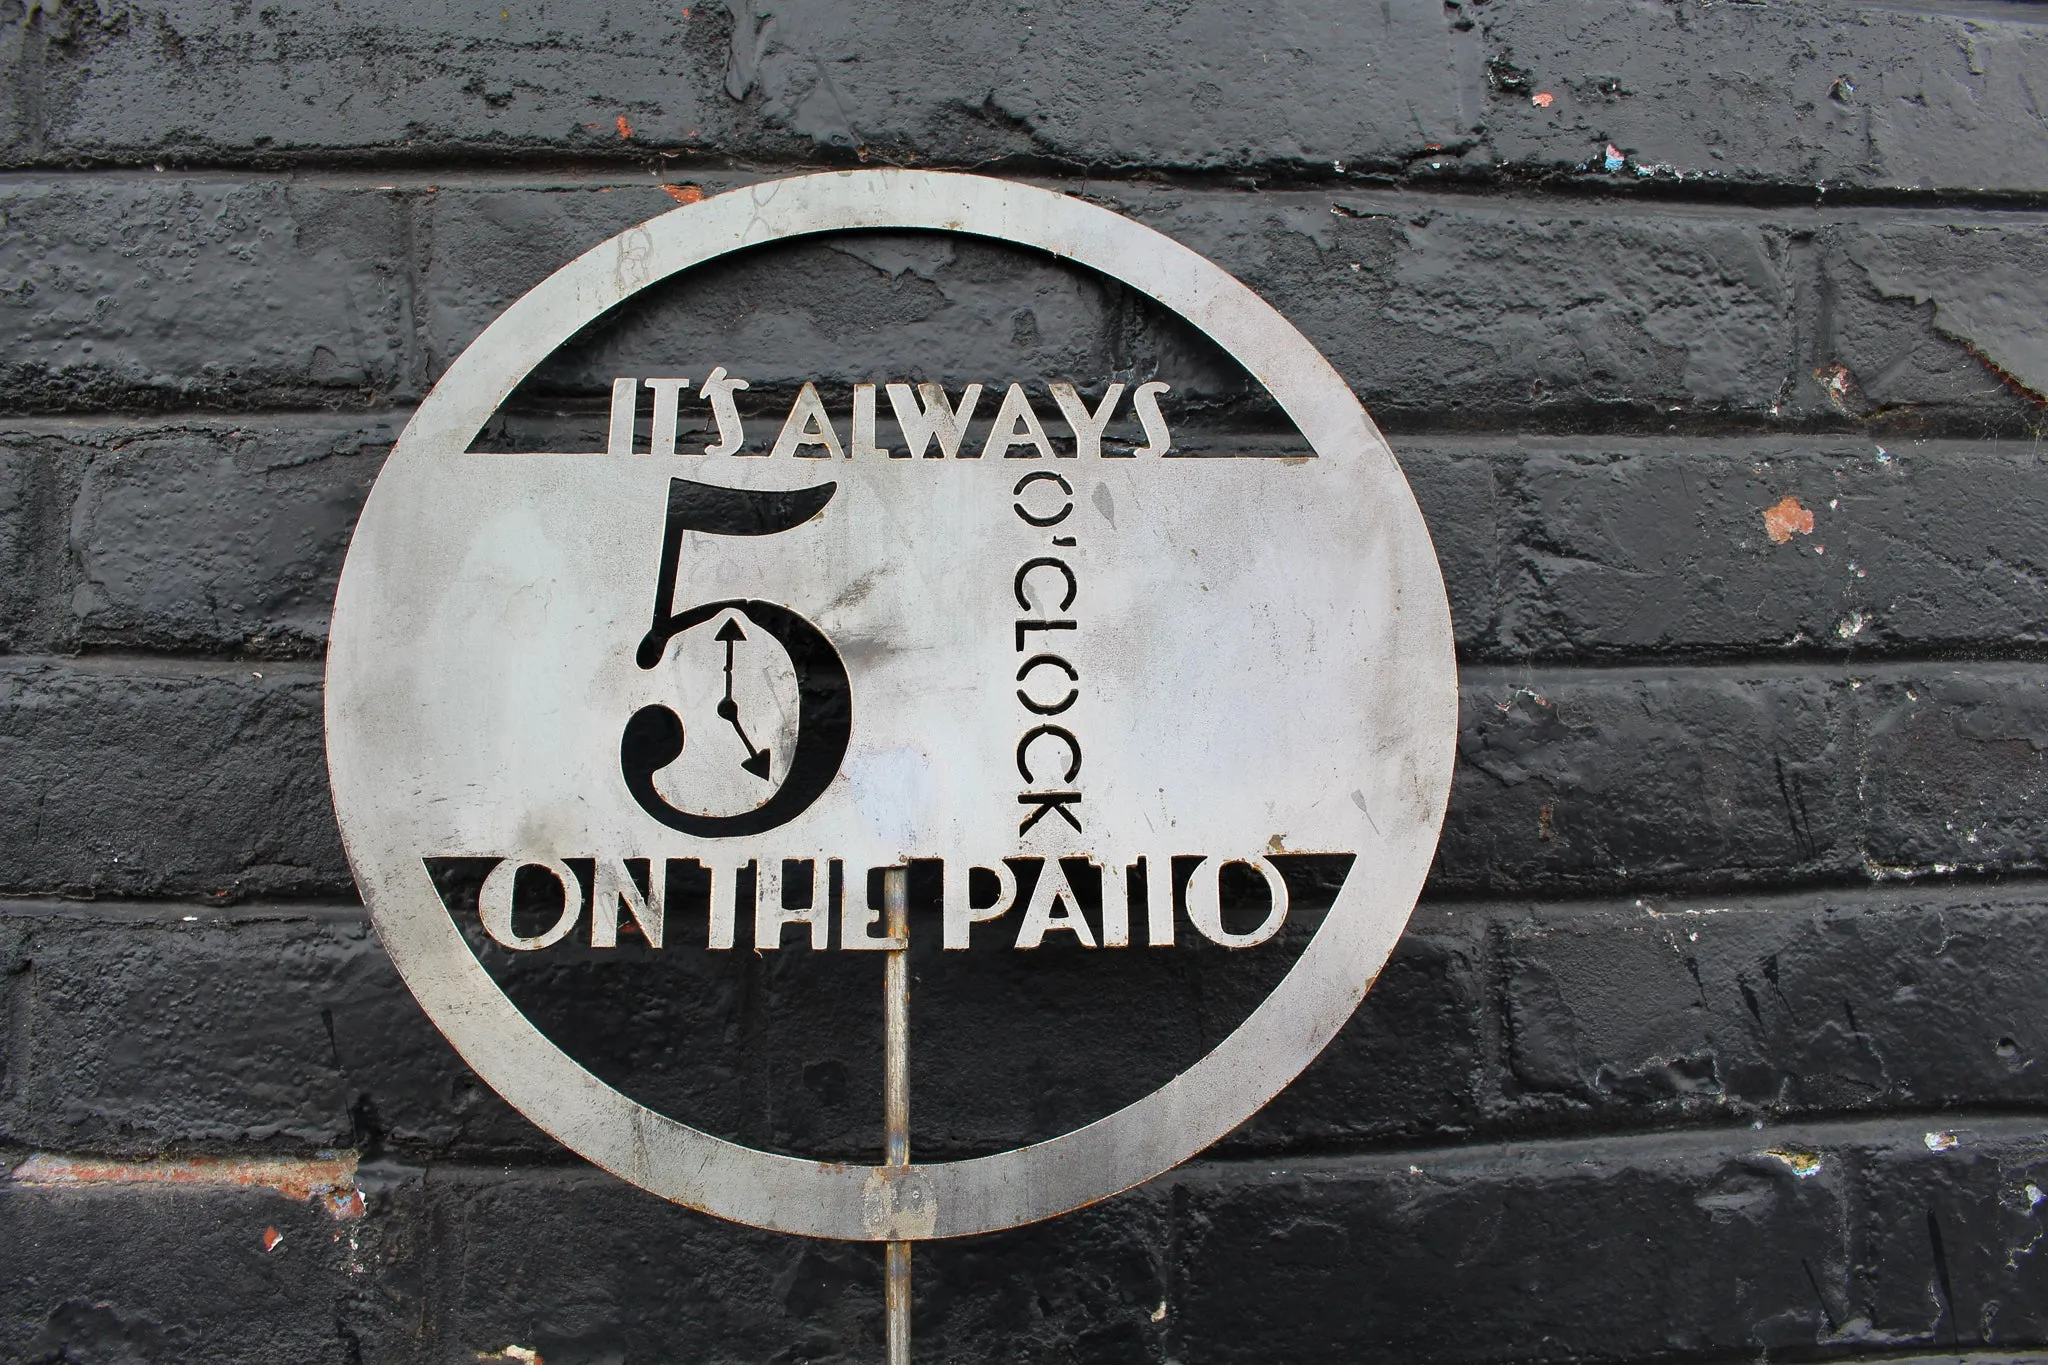 IT'S ALWAYS
5 O'CLOCK
ON THE PATIO